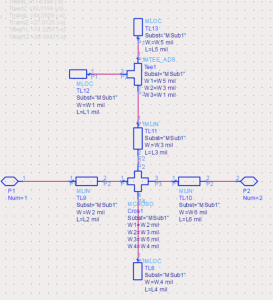 MLOC
TL13
Subst="MSub1"
W=W5 mil
L=L5 mil
MTEE_ADS
Tee1
Subst="MSub1"
W1=W5 mil
W2=W3 mil
W3=W1 mil
MLOC
TL12
Subst="MSub1"
W=W1 mil
L=L1 mil
MLIN
TL11
Subst="MSub1"
W=W3 mil
L=L3 mil
P1
Num=1
MLIN
TL9
Subst="MSub1"
W=W2 mil
L=L2 mil
Cros1
Subst="MSub1"
W1=W2 mil
W2=W3 mil
W3=W6 mil
W4=W4 mil
MLIN
TL10
Subst="MSub1"
W=W6 mil
L=L6 mil
P2
Num=2
MLOC
TL8
Subst="MSub1"
W=W4 mil
L=L4 mil